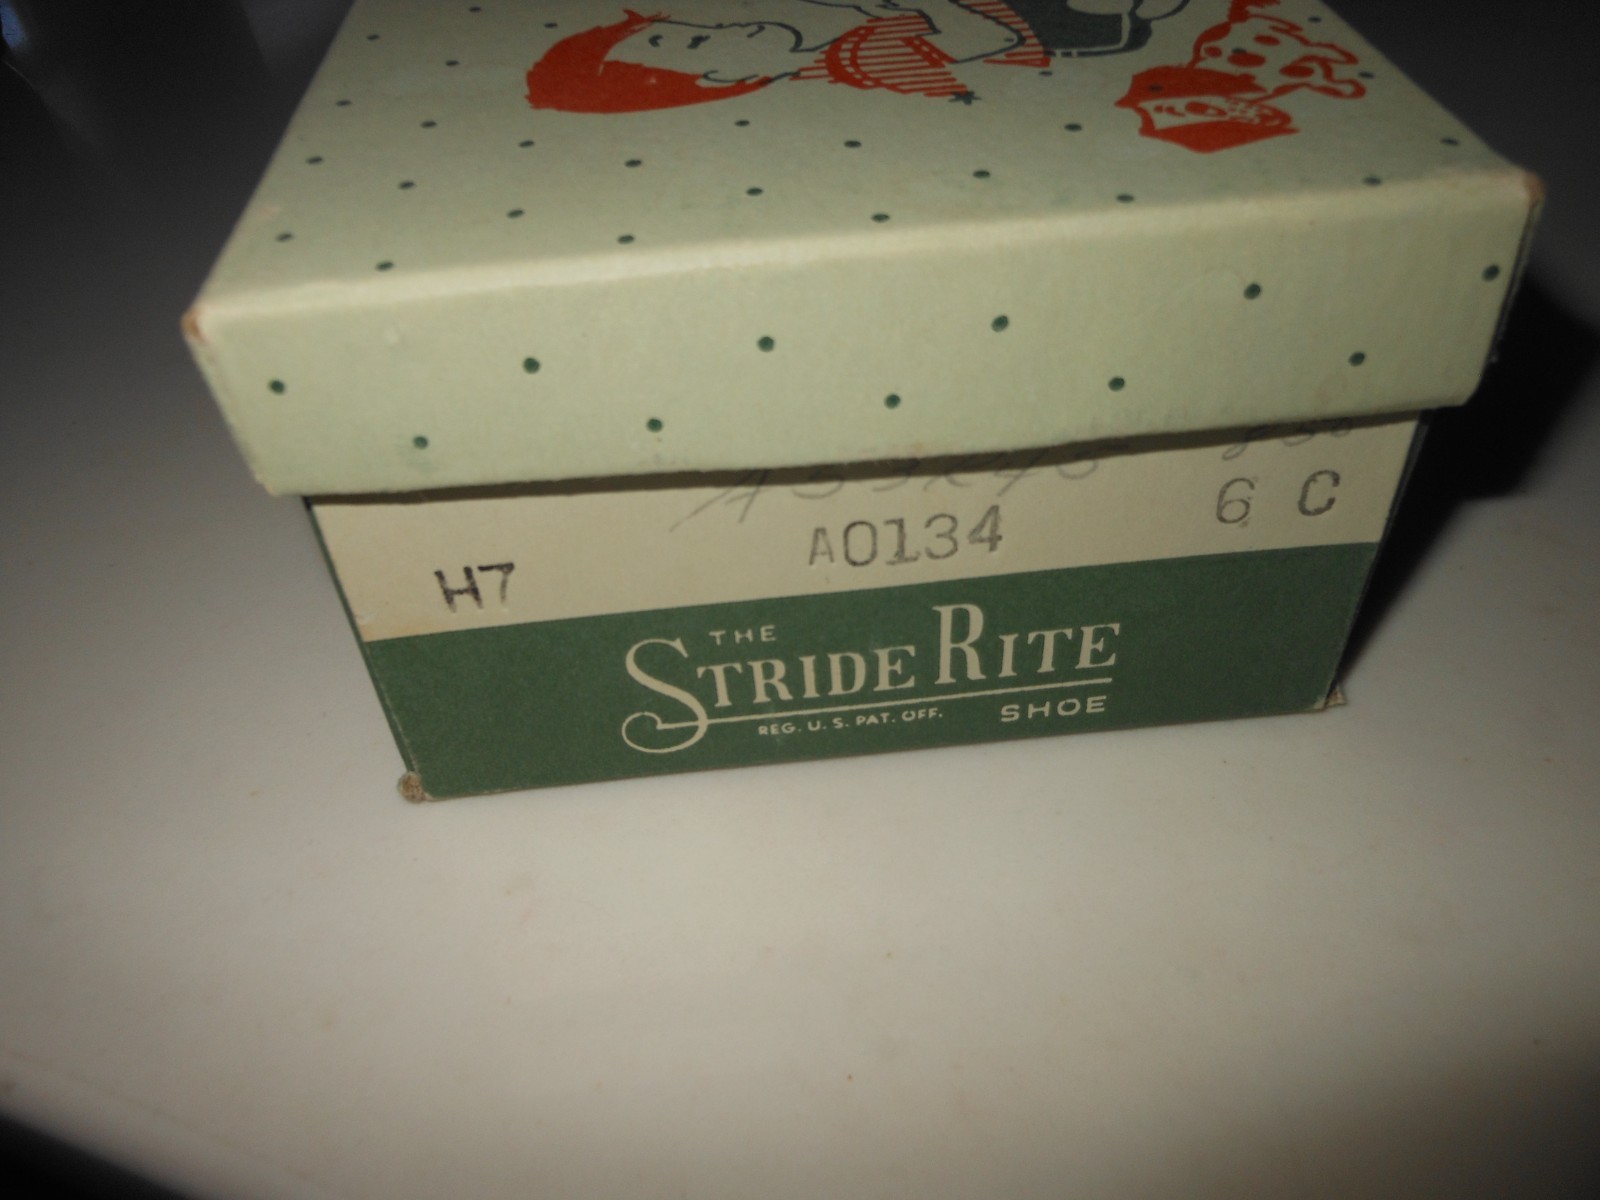 6 C
A0134
H7
THE
STRIDE RITE
REG. U.S. PAT. OFF. SHOE